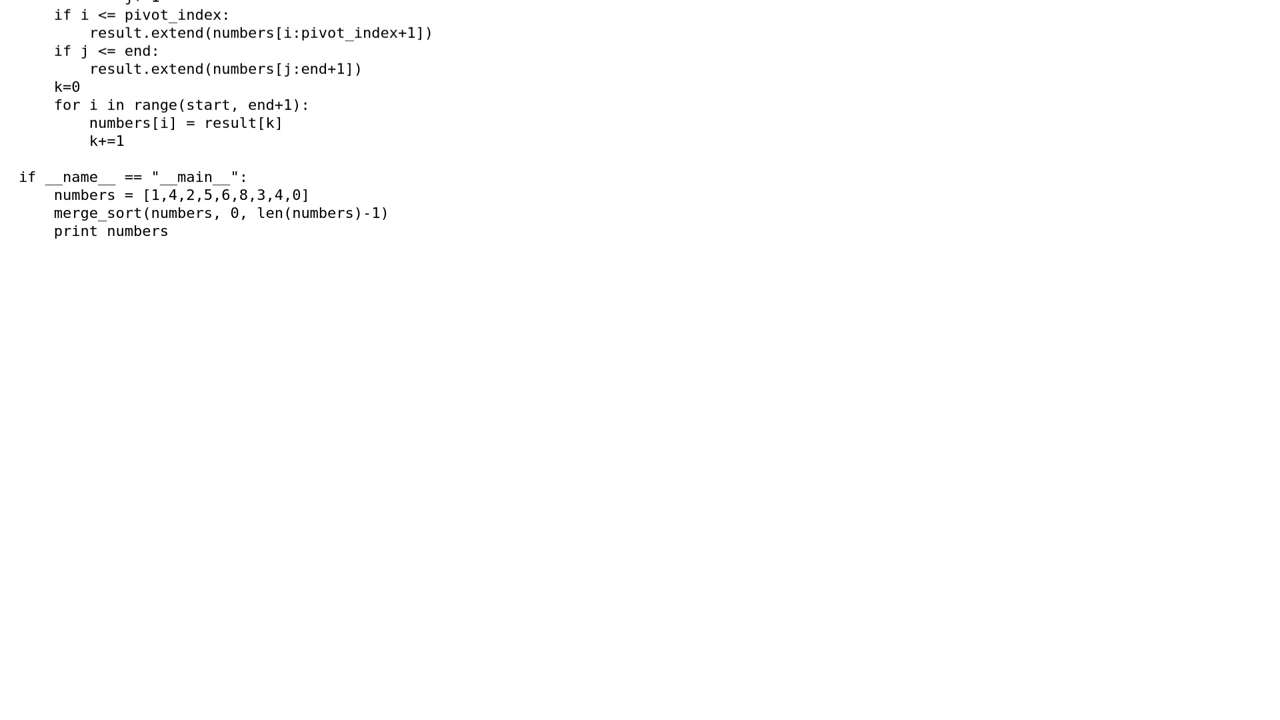 if i <= pivot_index:
result.extend(numbers[i:pivot_index+1])
if j <= end:
result.extend(numbers[j:end+1])
k=0
for i in range(start, end+1):
numbers[i] = result[k]
k+=1
if __name__ == "__main__":
numbers = [1,4,2,5,6,8,3,4,0]
merge_sort(numbers, 0, len(numbers)-1)
print numbers